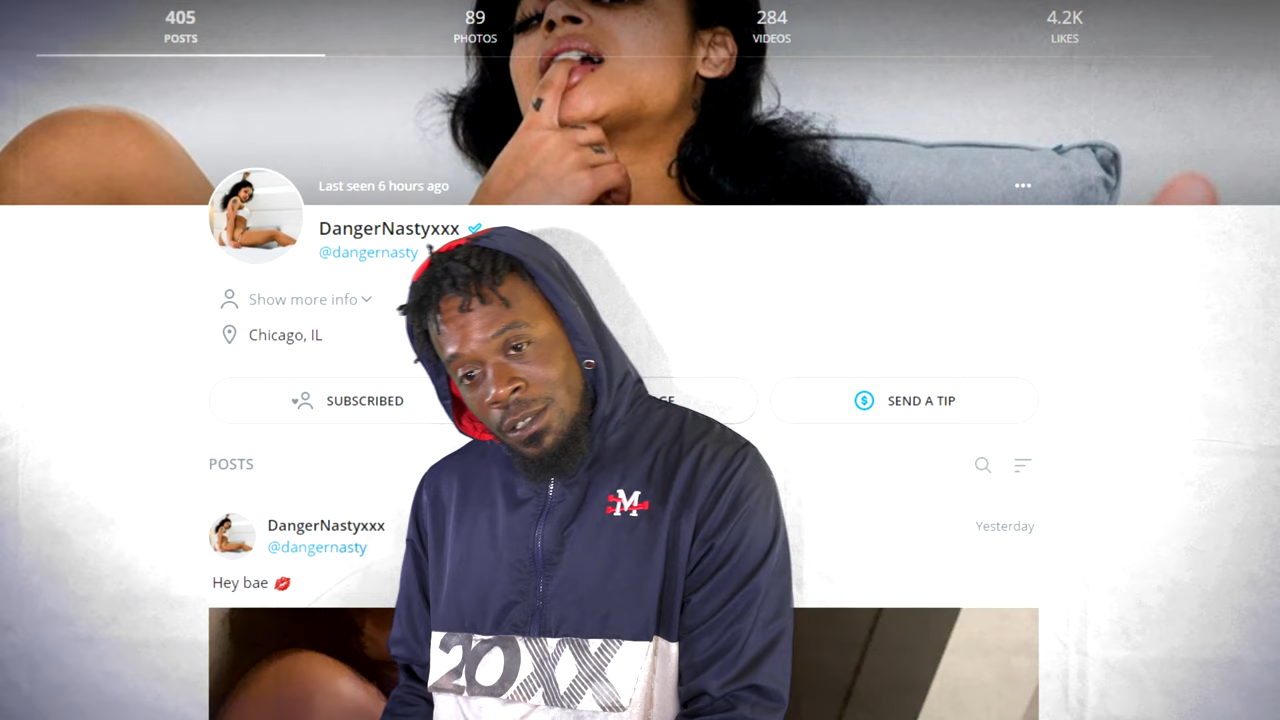 405 89 284 4.2K
POSTS PHOTOS VIDEOS LIKES
Last seen 6 hours ago
DangerNastyxxx
@dangernasty
Show more info
Chicago, IL
SUBSCRIBED
SEND A TIP
POSTS
DangerNastyxxx
Yesterday
@dangernasty
Hey bae 💋
M
20XX